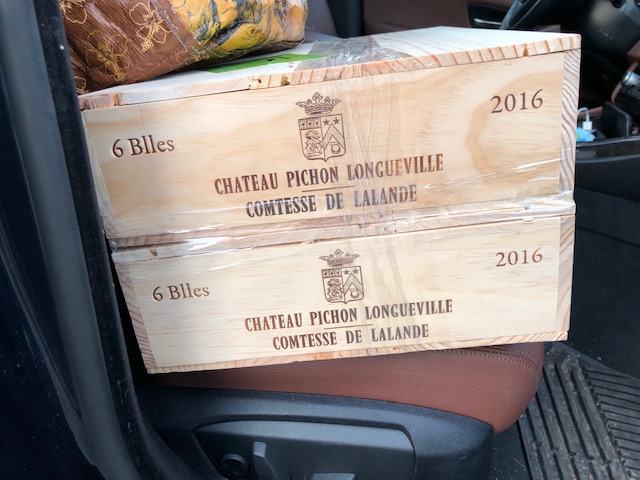 6 Blles
2016
CHATEAU PICHON LONGUEVILLE
COMTESSE DE LALANDE
6 Blles
2016
CHATEAU PICHON LONGUEVILLE
COMTESSE DE LALANDE